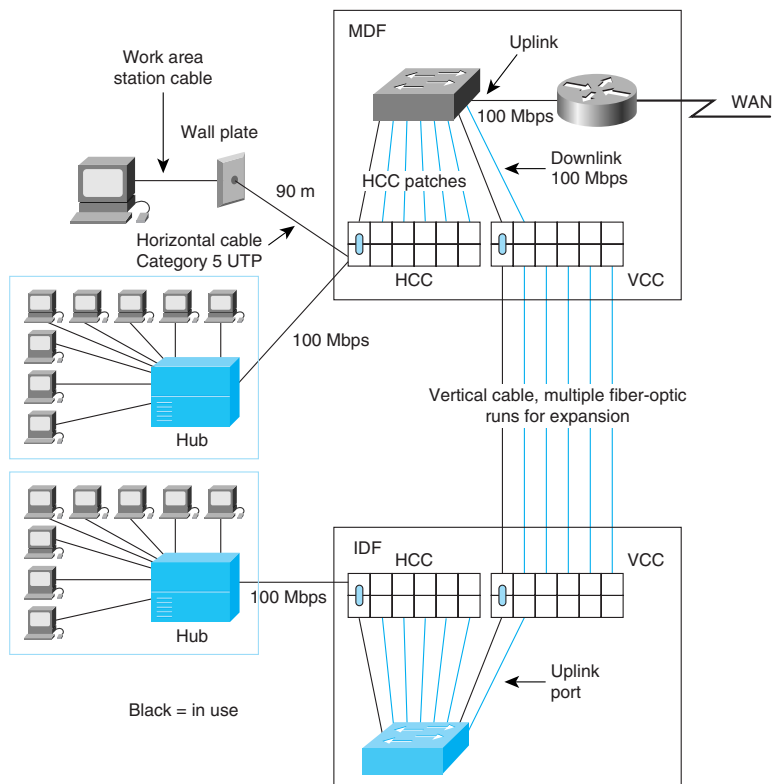 MDF
Uplink
Work area
station cable
100 Mbps
WAN
Wall plate
Downlink
100 Mbps
HCC patches
90 m
Horizontal cable
Category 5 UTP
HCC
VCC
100 Mbps
Hub
Vertical cable, multiple fiber-optic
runs for expansion
IDF
HCC
VCC
100 Mbps
Hub
Uplink
port
Black = in use